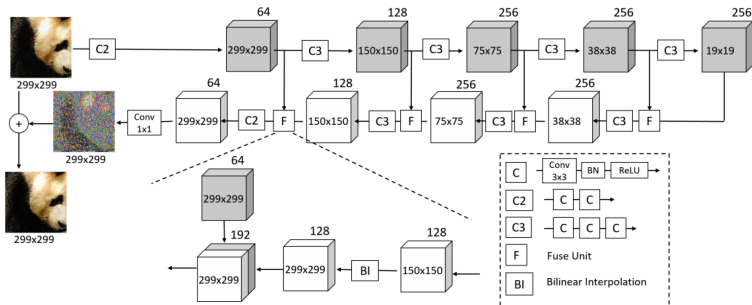 64
128
256
256
256
C2
299x299
C3
150x150
C3
75x75
C3
38x38
C3
19x19
299x299
64
128
256
256
Conv
1x1
299x299
C2
F
150x150
C3
F
75x75
C3
F
38x38
C3
F
+
299x299
299x299
64
299x299
192
128
128
299x299
299x299
BI
150x150
C
Conv
3x3
BN
ReLU
C2
C
C
C3
C
C
C
F
Fuse Unit
BI
Bilinear Interpolation